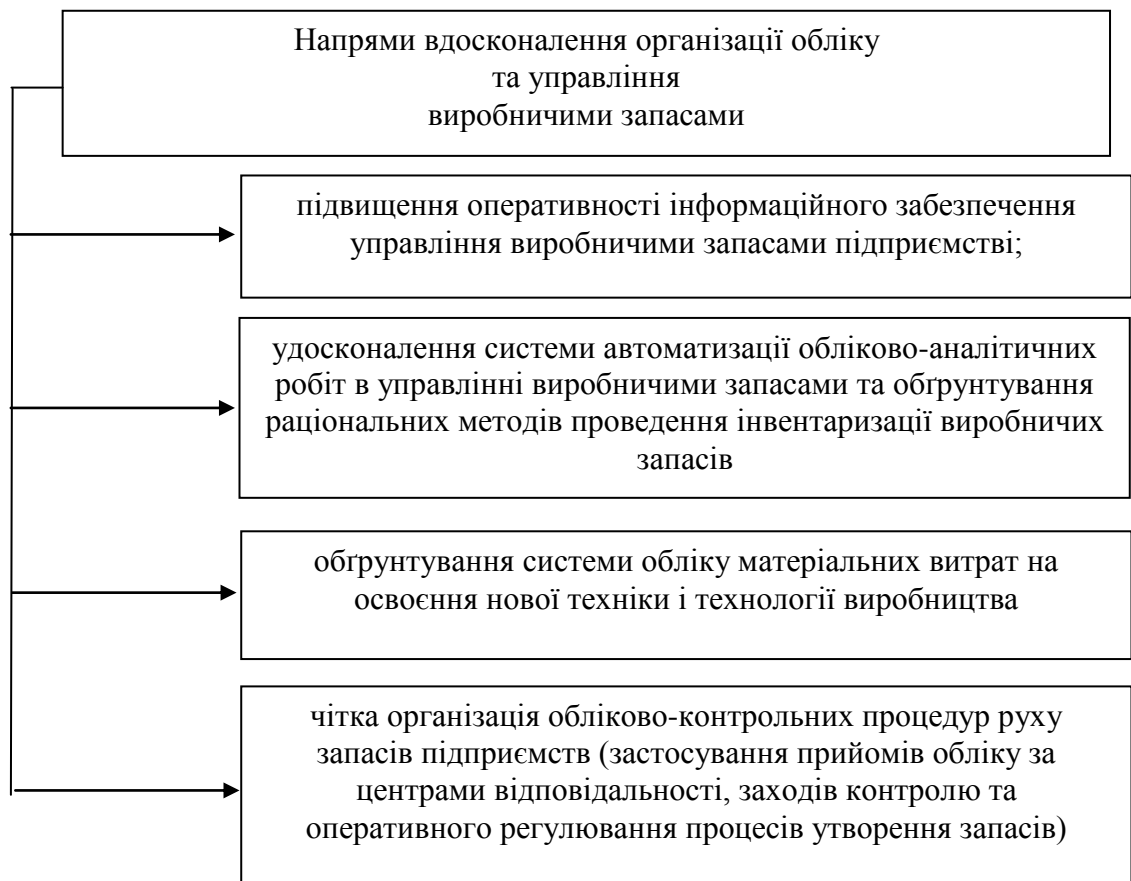 Напрями вдосконалення організації обліку
та управління
виробничими запасами
підвищення оперативності інформаційного забезпечення
управління виробничими запасами підприємстві;
удосконалення системи автоматизації обліково-аналітичних
робіт в управлінні виробничими запасами та обґрунтування
раціональних методів проведення інвентаризації виробничих
запасів
обґрунтування системи обліку матеріальних витрат на
освоєння нової техніки і технології виробництва
чітка організація обліково-контрольних процедур руху
запасів підприємств (застосування прийомів обліку за
центрами відповідальності, заходів контролю та
оперативного регулювання процесів утворення запасів)